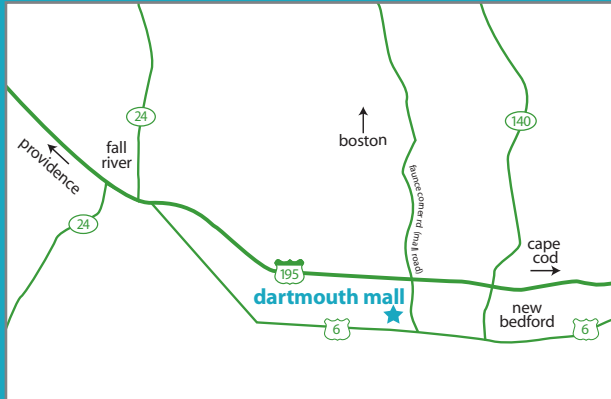 24
140
boston
fall
river
providence
faunce corner rd (mall road)
24
cape
cod
195
dartmouth mall
new
bedford
6
6